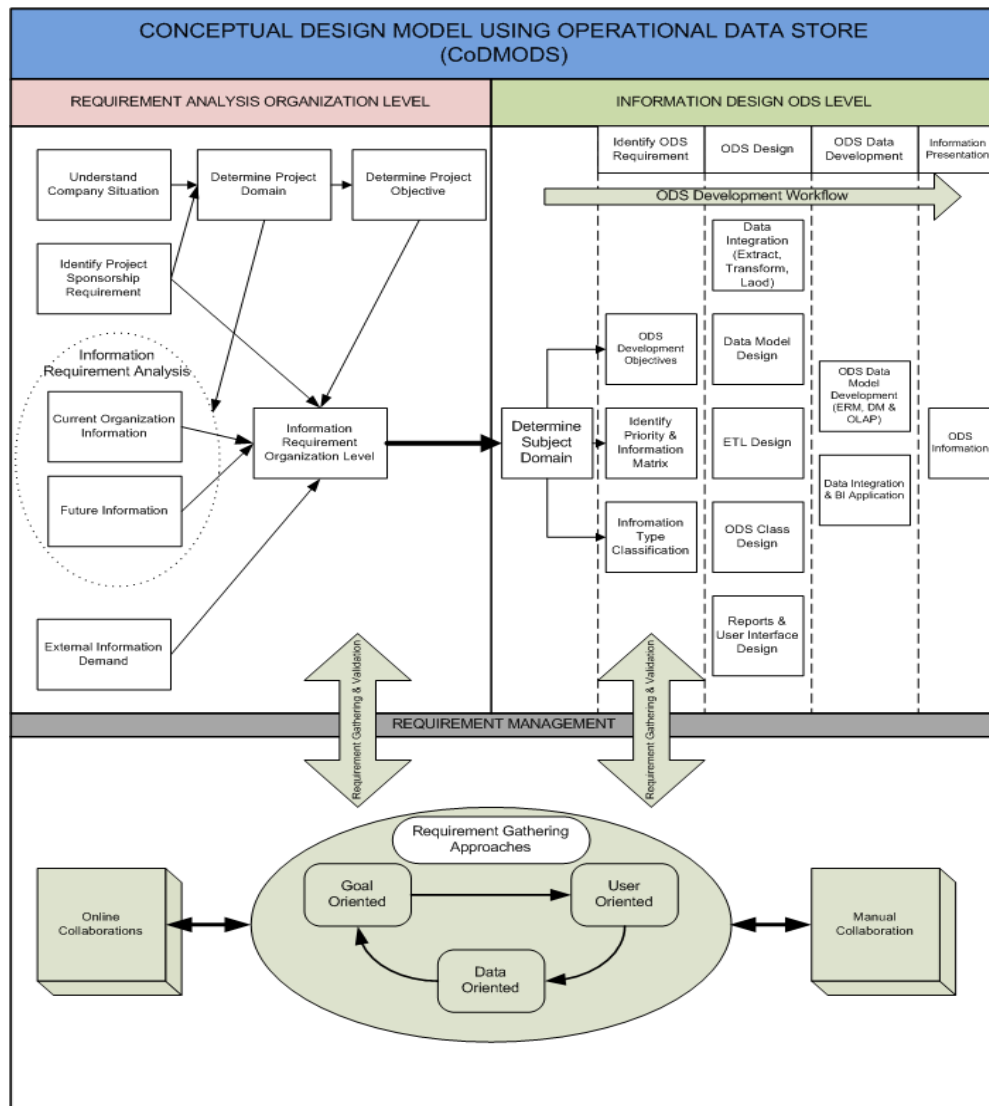 CONCEPTUAL DESIGN MODEL USING OPERATIONAL DATA STORE
(CoDMODS)
REQUIREMENT ANALYSIS ORGANIZATION LEVEL
INFORMATION DESIGN ODS LEVEL
Understand
Company Situation
Determine Project
Domain
Determine Project
Objective
Identify Project
Sponsorship
Requirement
Information
Requirement Analysis
Current Organization
Information
Future Information
Information
Requirement
Organization Level
External Information
Demand
Identify ODS
Requirement
ODS Design
ODS Data
Development
Information
Presentation
ODS Development Workflow
Determine
Subject
Domain
ODS
Development
Objectives
Identify
Priority &
Information
Matrix
Infromation
Type
Classification
Data
Integration
(Extract,
Transform,
Laod)
Data Model
Design
ETL Design
ODS Class
Design
Reports &
User Interface
Design
ODS Data
Model
Development
(ERM, DM &
OLAP)
Data Integration
& BI Application
ODS
Information
Requirement Gathering & Validation
Requirement Gathering & Validation
REQUIREMENT MANAGEMENT
Requirement Gathering
Approaches
Goal
Oriented
User
Oriented
Data
Oriented
Online
Collaborations
Manual
Collaboration